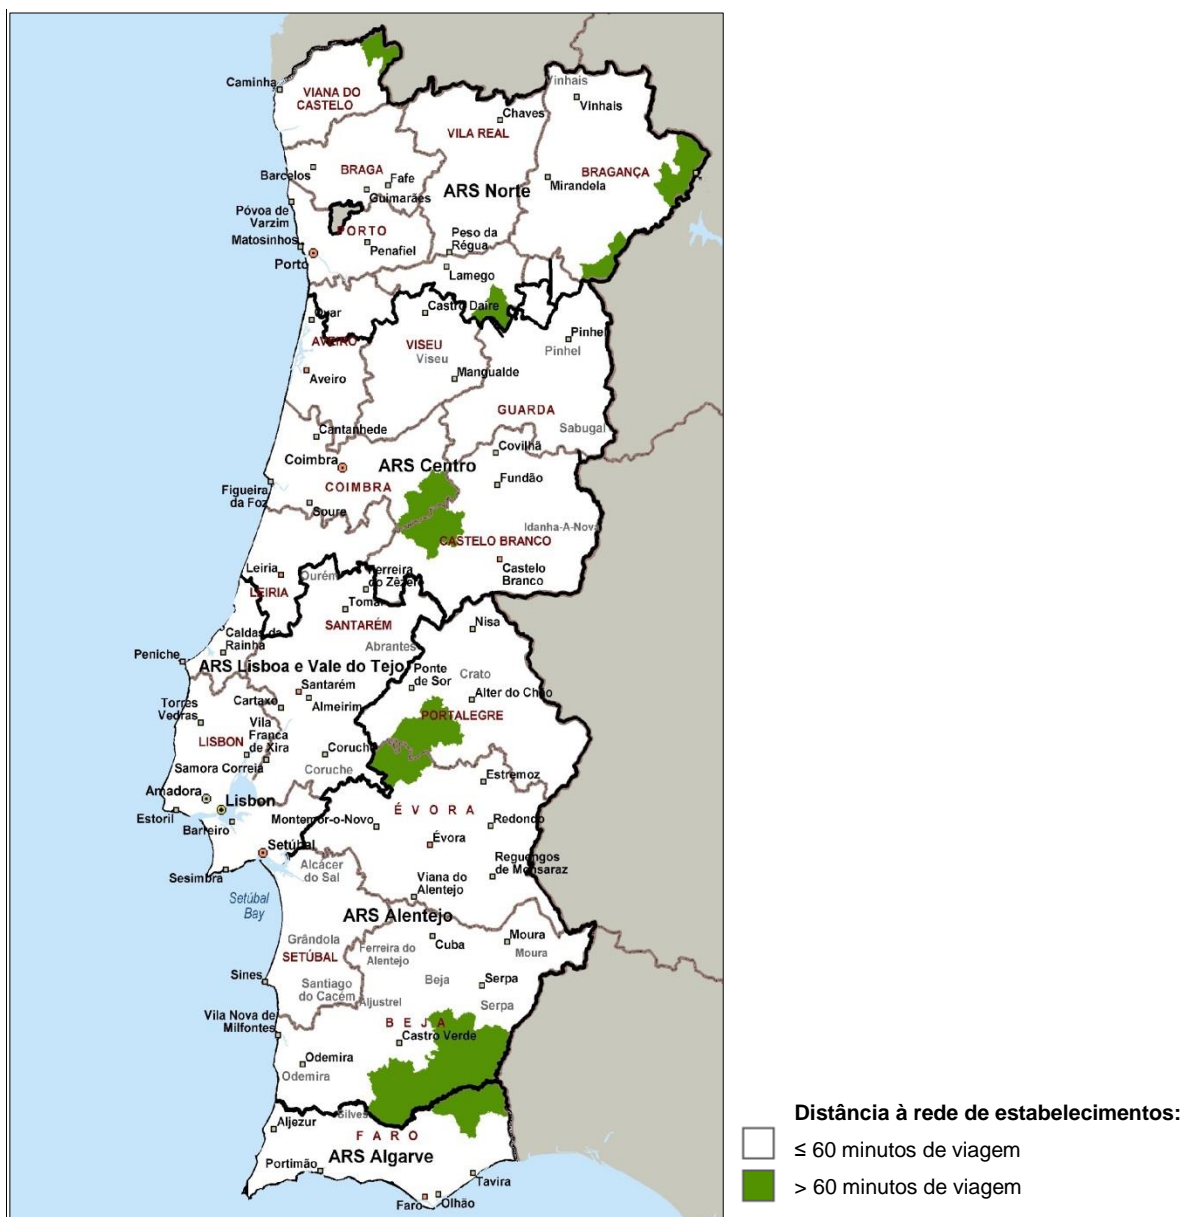 Vinhais
Caminha
VIANA DO
CASTELO
Vinhais
Chaves
VILA REAL
BRAGA
BRAGANÇA
Barcelos
Fafe
Mirandela
Guimarães
ARS Norte
Póvoa de
Varzim
PORTO
Peso da
Régua
Matosinhos
Penafiel
Porto
Lamego
Ovar
Castro Daire
Pinhel
AVEIRO
VISEU
Viseu
Pinhel
Aveiro
Mangualde
GUARDA
Sabugal
Cantanhede
Covilhã
Coimbra
ARS Centro
Fundão
Figueira
da Foz
COIMBRA
Soure
Idanha-A-Nova
CASTELO BRANCO
Leiria
Ourém
Ferreira
do Zêzere
Castelo
Branco
LEIRIA
Tomar
SANTARÉM
Nisa
Caldas da
Rainha
Abrantes
Peniche
ARS Lisboa e Vale do Tejo
Ponte
de Sor
Crato
Santarém
Alter do Chão
Torres
Vedras
Cartaxo
Almeirim
PORTALEGRE
Vila
Franca
de Xira
LISBON
Coruche
Samora Correia
Coruche
Estremoz
Amadora
Lisbon
ÉVORA
Estoril
Barreiro
Montemor-o-Novo
Redondo
Évora
Setúbal
Alcácer
do Sal
Reguengos
de Monsaraz
Sesimbra
Viana do
Alentejo
Setúbal
Bay
ARS Alentejo
Grândola
Cuba
Moura
SETÚBAL
Ferreira do
Alentejo
Moura
Sines
Beja
Serpa
Santiago
do Cacém
Aljustrel
Serpa
Vila Nova de
Milfontes
BEJA
Castro Verde
Odemira
Odemira
Silves
Aljezur
FARO
ARS Algarve
Portimão
Tavira
Faro
Olhão
Distância à rede de estabelecimentos:
≤ 60 minutos de viagem
> 60 minutos de viagem